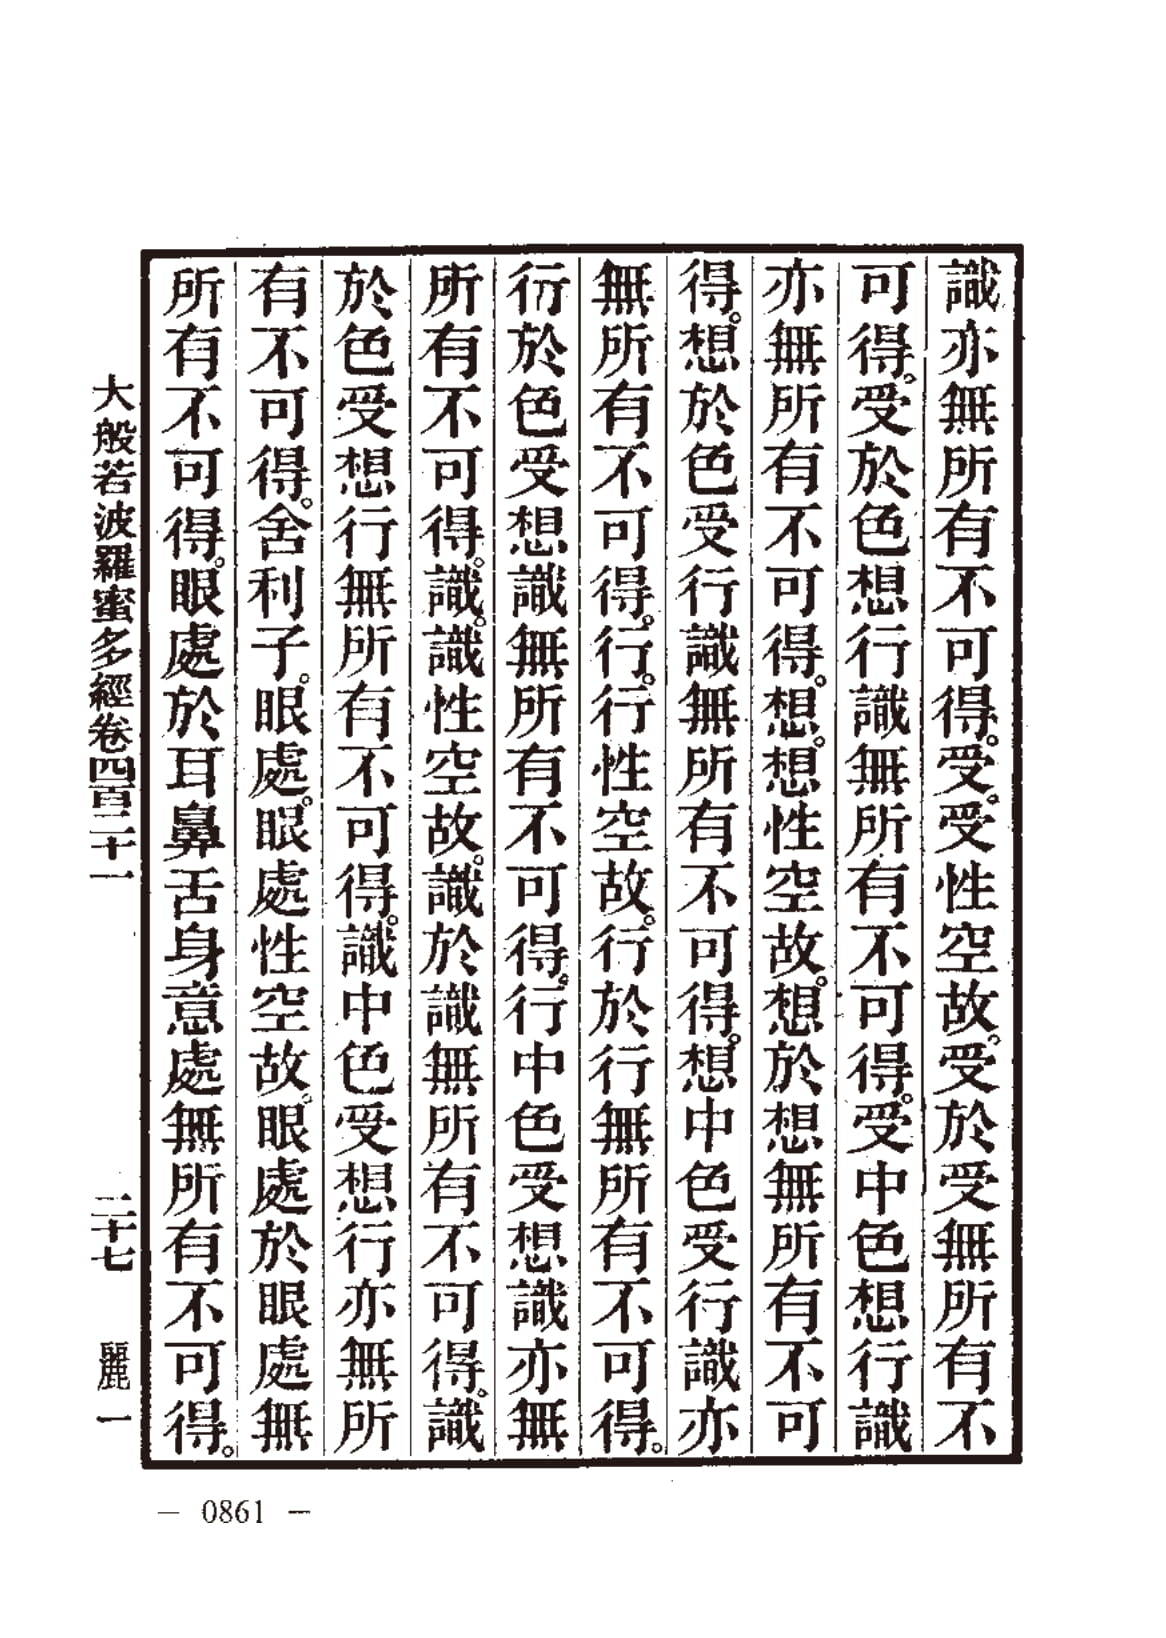 識亦無所有不可得。受。受性空故。受於受無所有不
可得。受於色想行識無所有不可得。受中色想行識
亦無所有不可得。想。想性空故。想於想無所有不可
得。想於色受行識無所有不可得。想中色受行識亦
無所有不可得。行。行性空故。行於行無所有不可得。
行於色受想識無所有不可得。行中色受想識亦無
所有不可得。識。識性空故。識於識無所有不可得。識
於色受想行無所有不可得。識中色受想行亦無所
有不可得。舍利子。眼處。眼處性空故。眼處於眼處無
所有不可得。眼處於耳鼻舌身意處無所有不可得。
大般若波羅蜜多經卷四百二十一 二十七 麗一
— 0861 —